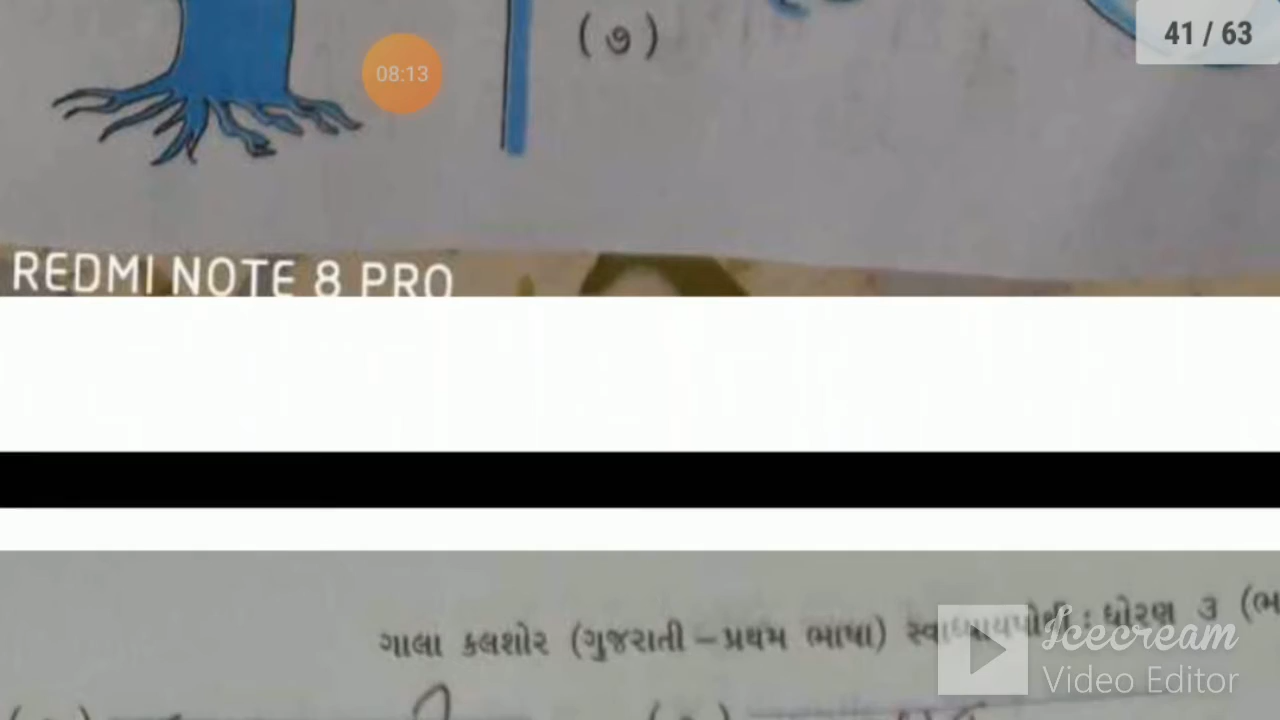 41 / 63
(૭)
08:13
REDMI NOTE 8 PRO
ગાલા કલશોર (ગુજરાતી – પ્રથમ ભાષા) સ્વાધ્યાયપોથી : ધોરણ ૩ (ભા
Icecream
Video Editor